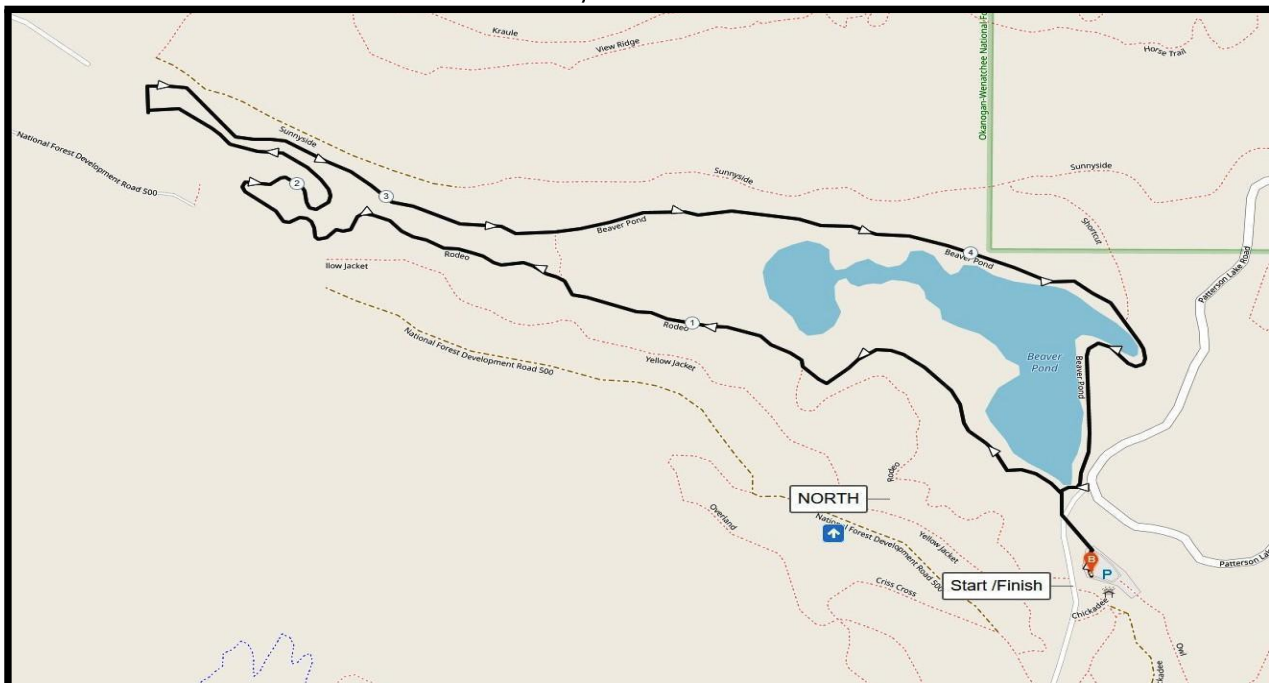 Kraule
View Ridge
Horse Trail
Okanogan-Wenatchee National-Fo
National Forest Development Road 500
Sunnyside
Sunnyside
Sunnyside
2
3
Beaver Pond
4
Beaver Pond
Shortcut
Patterson Lake Road
Rodeo
llow Jacket
1
Rodeo
National Forest Development Road 500
Yellow Jacket
Beaver
Pond
Beaver Pond
Rodeo
NORTH
Overland
National Forest Development Road 500
Yellow Jacket
Patterson Lak
B
P
Start /Finish
Criss Cross
Chickadee
Owl
ckadee